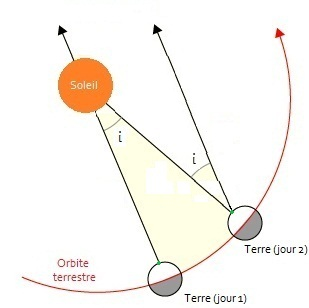 Soleil
i
i
Terre (jour 2)
Orbite
terrestre
Terre (jour 1)